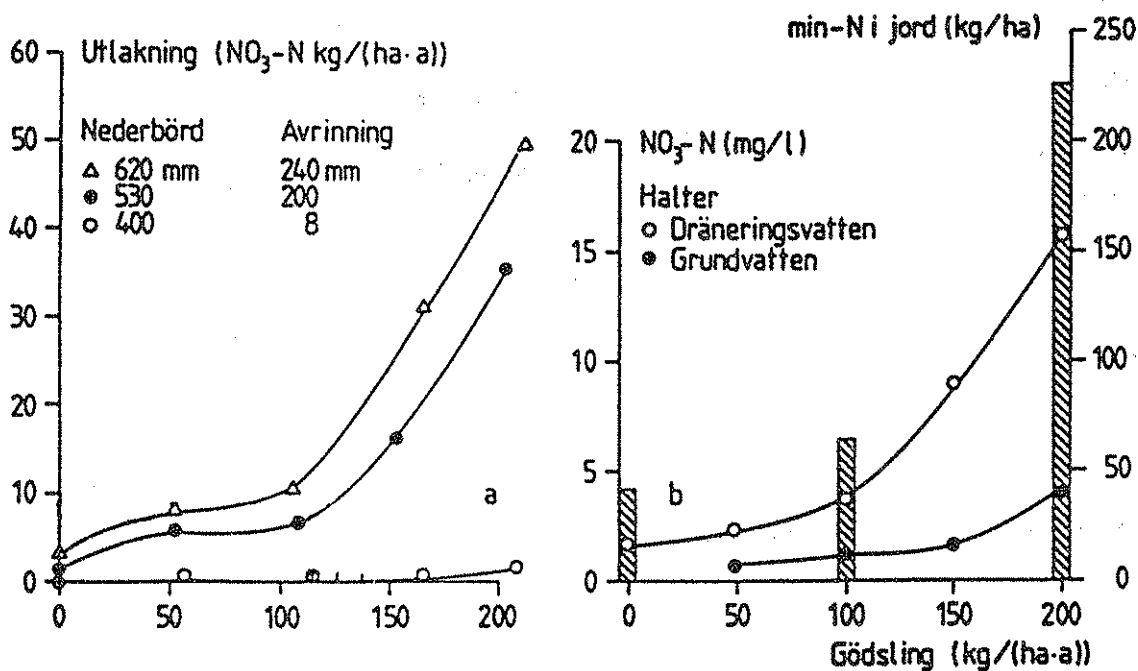 Utlakning (NO₃-N kg/(ha·a))
60
50
40
30
20
10
0
Nederbörd Avrinning
△ 620 mm 240 mm
● 530 200
○ 400 8
a
0 50 100 150 200
min-N i jord (kg/ha)
250
200
150
100
50
0
NO₃-N (mg/l)
20
15
10
5
0
Halter
○ Dräneringsvatten
● Grundvatten
b
0 50 100 150 200
Gödsling (kg/(ha·a))